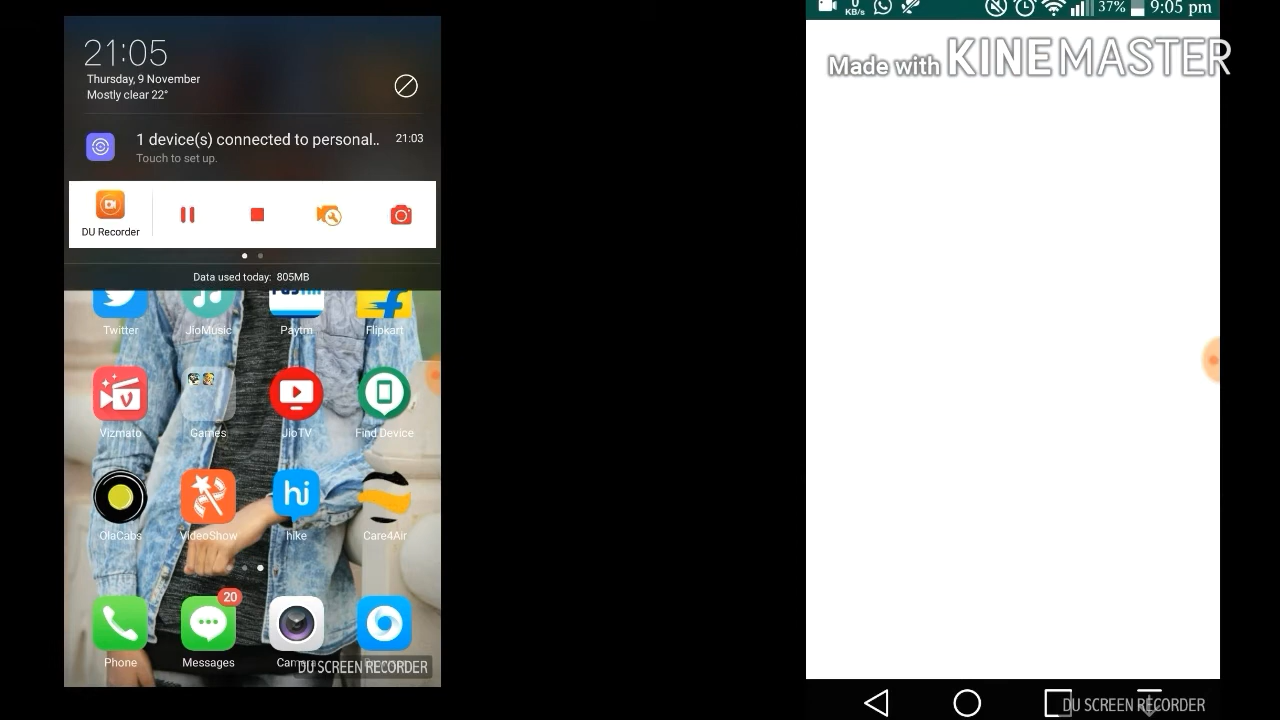 21:05
Thursday, 9 November
Mostly clear 22°
1 device(s) connected to personal..
21:03
Touch to set up.
DU Recorder
Data used today: 805MB
Twitter
JioMusic
Paytm
Flipkart
Vizmato
Games
JioTV
Find Device
OlaCabs
VideoShow
hi
hike
Care4Air
20
Phone
Messages
DU SCREEN RECORDER
0
KB/s
37%
9:05 pm
Made with KINEMASTER
DU SCREEN RECORDER